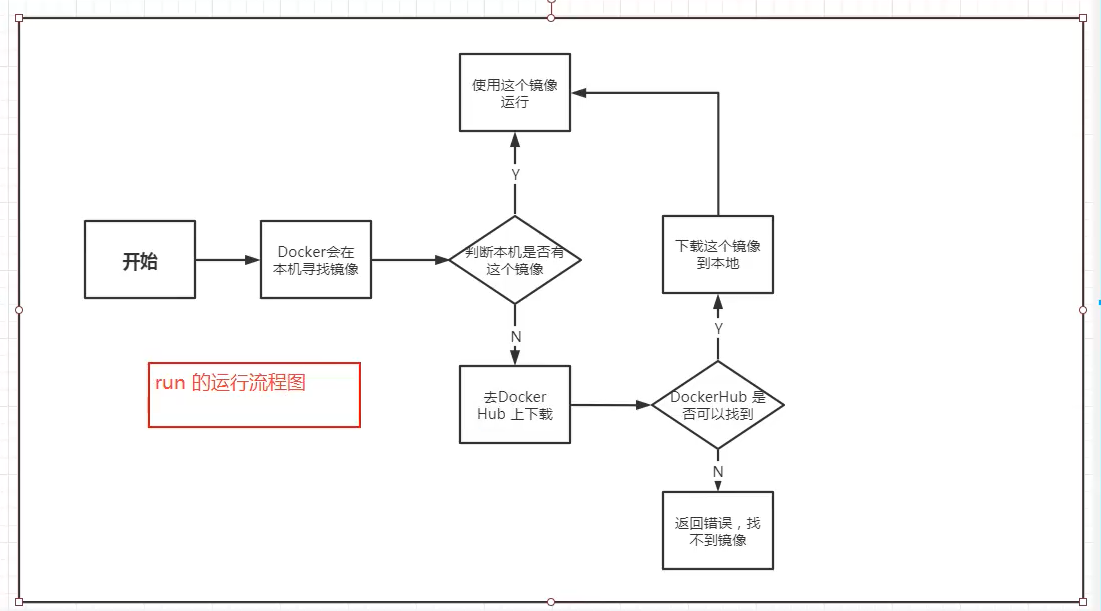 使用这个镜像
运行
Y
开始
Docker会在
本机寻找镜像
判断本机是否有
这个镜像
下载这个镜像
到本地
N
Y
run 的运行流程图
去Docker
Hub 上下载
DockerHub 是
否可以找到
N
返回错误，找
不到镜像